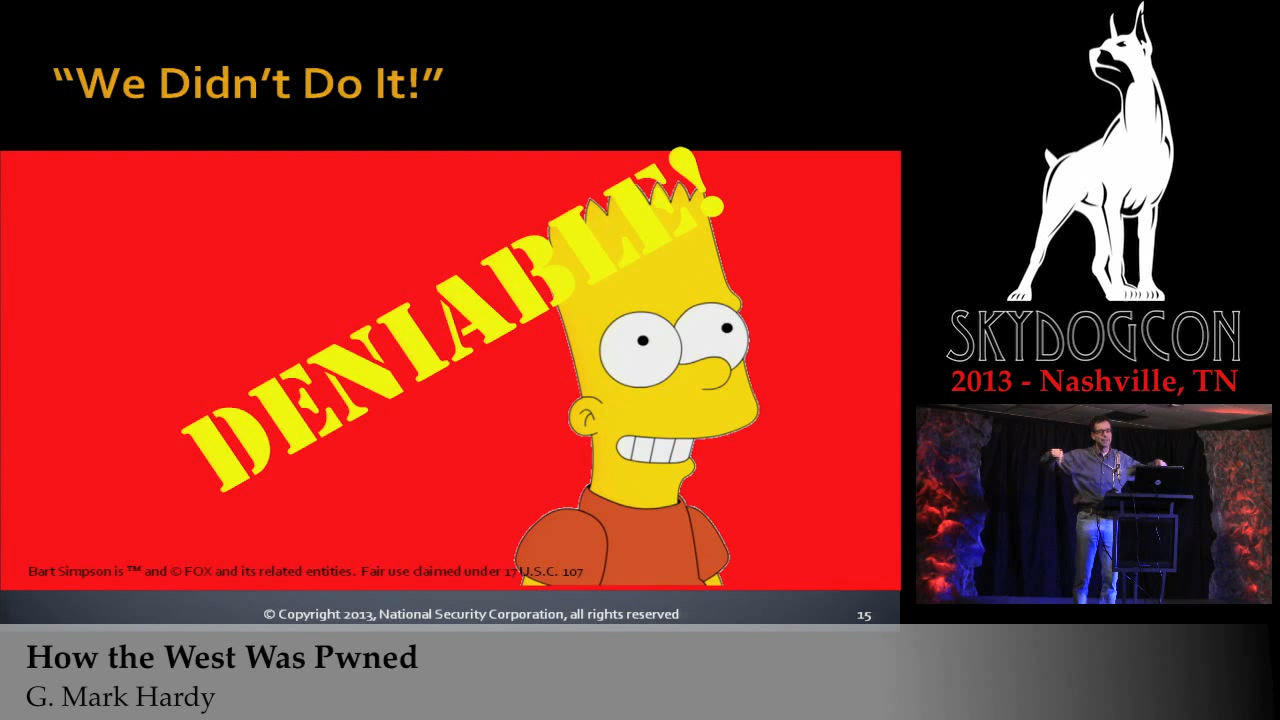 “We Didn’t Do It!”
DENIABLE!
Bart Simpson is ™ and © FOX and its related entities. Fair use claimed under 17 U.S.C. 107
© Copyright 2013, National Security Corporation, all rights reserved
15
SKYDOGCON
2013 - Nashville, TN
How the West Was Pwned
G. Mark Hardy